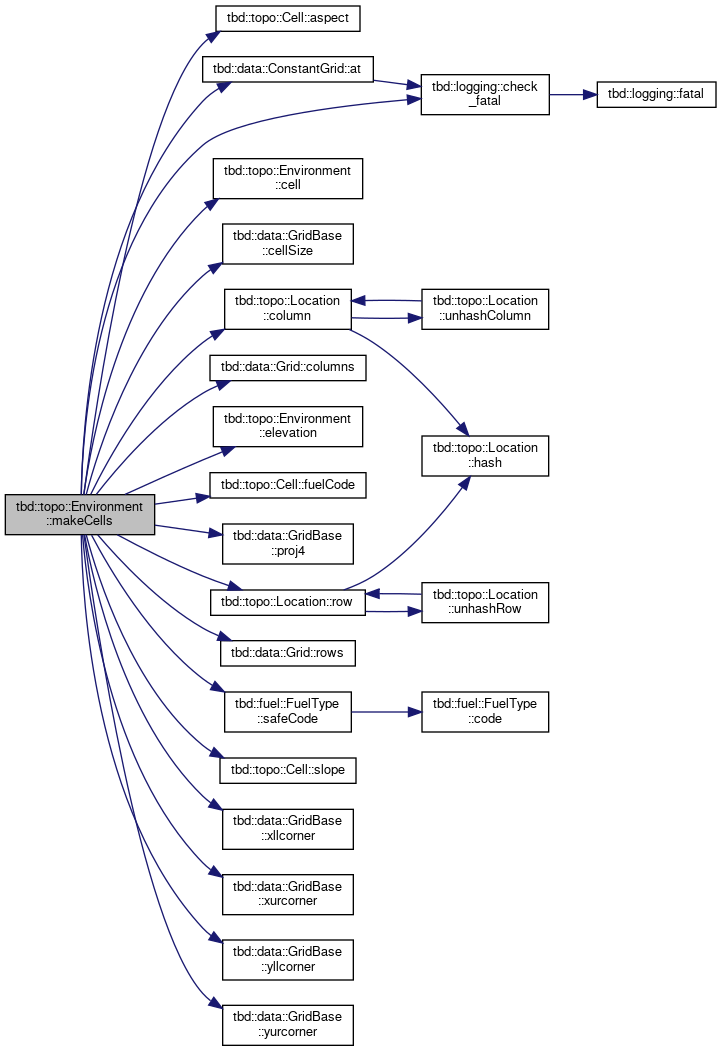 tbd::topo::Cell::aspect
tbd::data::ConstantGrid::at
tbd::logging::check
_fatal
tbd::logging::fatal
tbd::topo::Environment
::cell
tbd::data::GridBase
::cellSize
tbd::topo::Location
::column
tbd::topo::Location
::unhashColumn
tbd::data::Grid::columns
tbd::topo::Environment
::elevation
tbd::topo::Location
::hash
tbd::topo::Cell::fuelCode
tbd::topo::Environment
::makeCells
tbd::data::GridBase
::proj4
tbd::topo::Location::row
tbd::topo::Location
::unhashRow
tbd::data::Grid::rows
tbd::fuel::FuelType
::safeCode
tbd::fuel::FuelType
::code
tbd::topo::Cell::slope
tbd::data::GridBase
::xllcorner
tbd::data::GridBase
::xurcorner
tbd::data::GridBase
::yllcorner
tbd::data::GridBase
::yurcorner